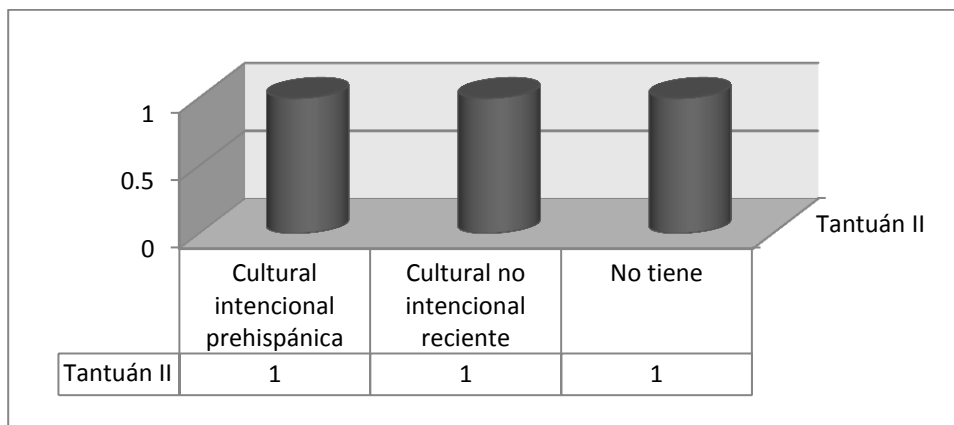 1
0.5
0
Tantuán II
Cultural intencional prehispánica
Cultural no intencional reciente
No tiene
Tantuán II 1 1 1